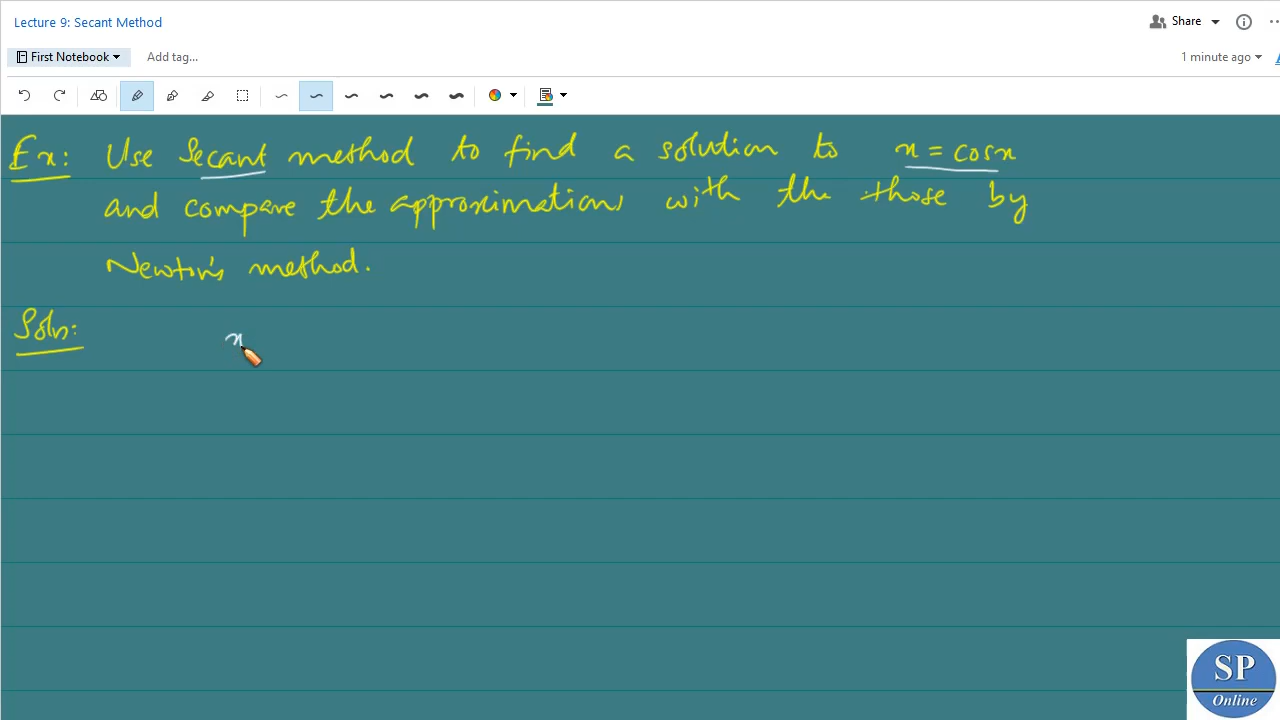 Lecture 9: Secant Method
Share
First Notebook
Add tag...
1 minute ago
Ex: Use Secant method to find a solution to x = cosx
and compare the approximations with the those by
Newton's method.
Soln:
x
SP
Online